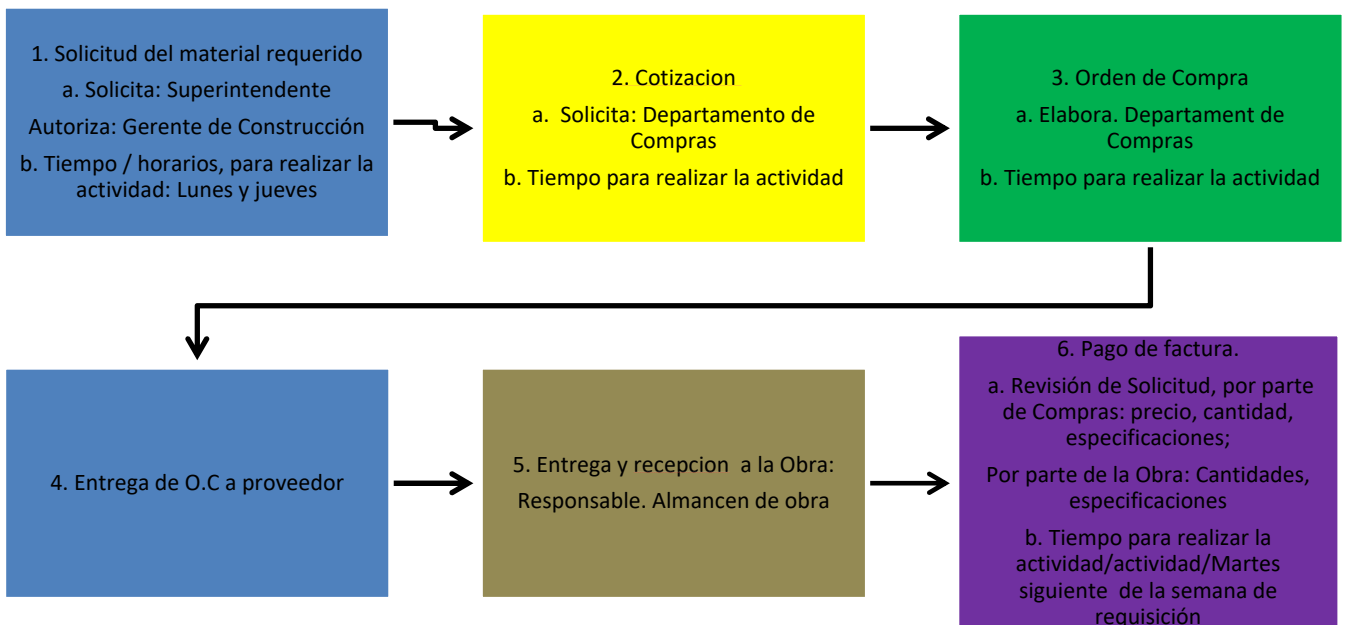 1. Solicitud del material requerido
a. Solicita: Superintendente
Autoriza: Gerente de Construcción
b. Tiempo / horarios, para realizar la
actividad: Lunes y jueves
2. Cotizacion
a. Solicita: Departamento de
Compras
b. Tiempo para realizar la actividad
3. Orden de Compra
a. Elabora. Departament de
Compras
b. Tiempo para realizar la actividad
4. Entrega de O.C a proveedor
5. Entrega y recepcion a la Obra:
Responsable. Almancen de obra
6. Pago de factura.
a. Revisión de Solicitud, por parte
de Compras: precio, cantidad,
especificaciones;
Por parte de la Obra: Cantidades,
especificaciones
b. Tiempo para realizar la
actividad/actividad/Martes
siguiente de la semana de
requisición